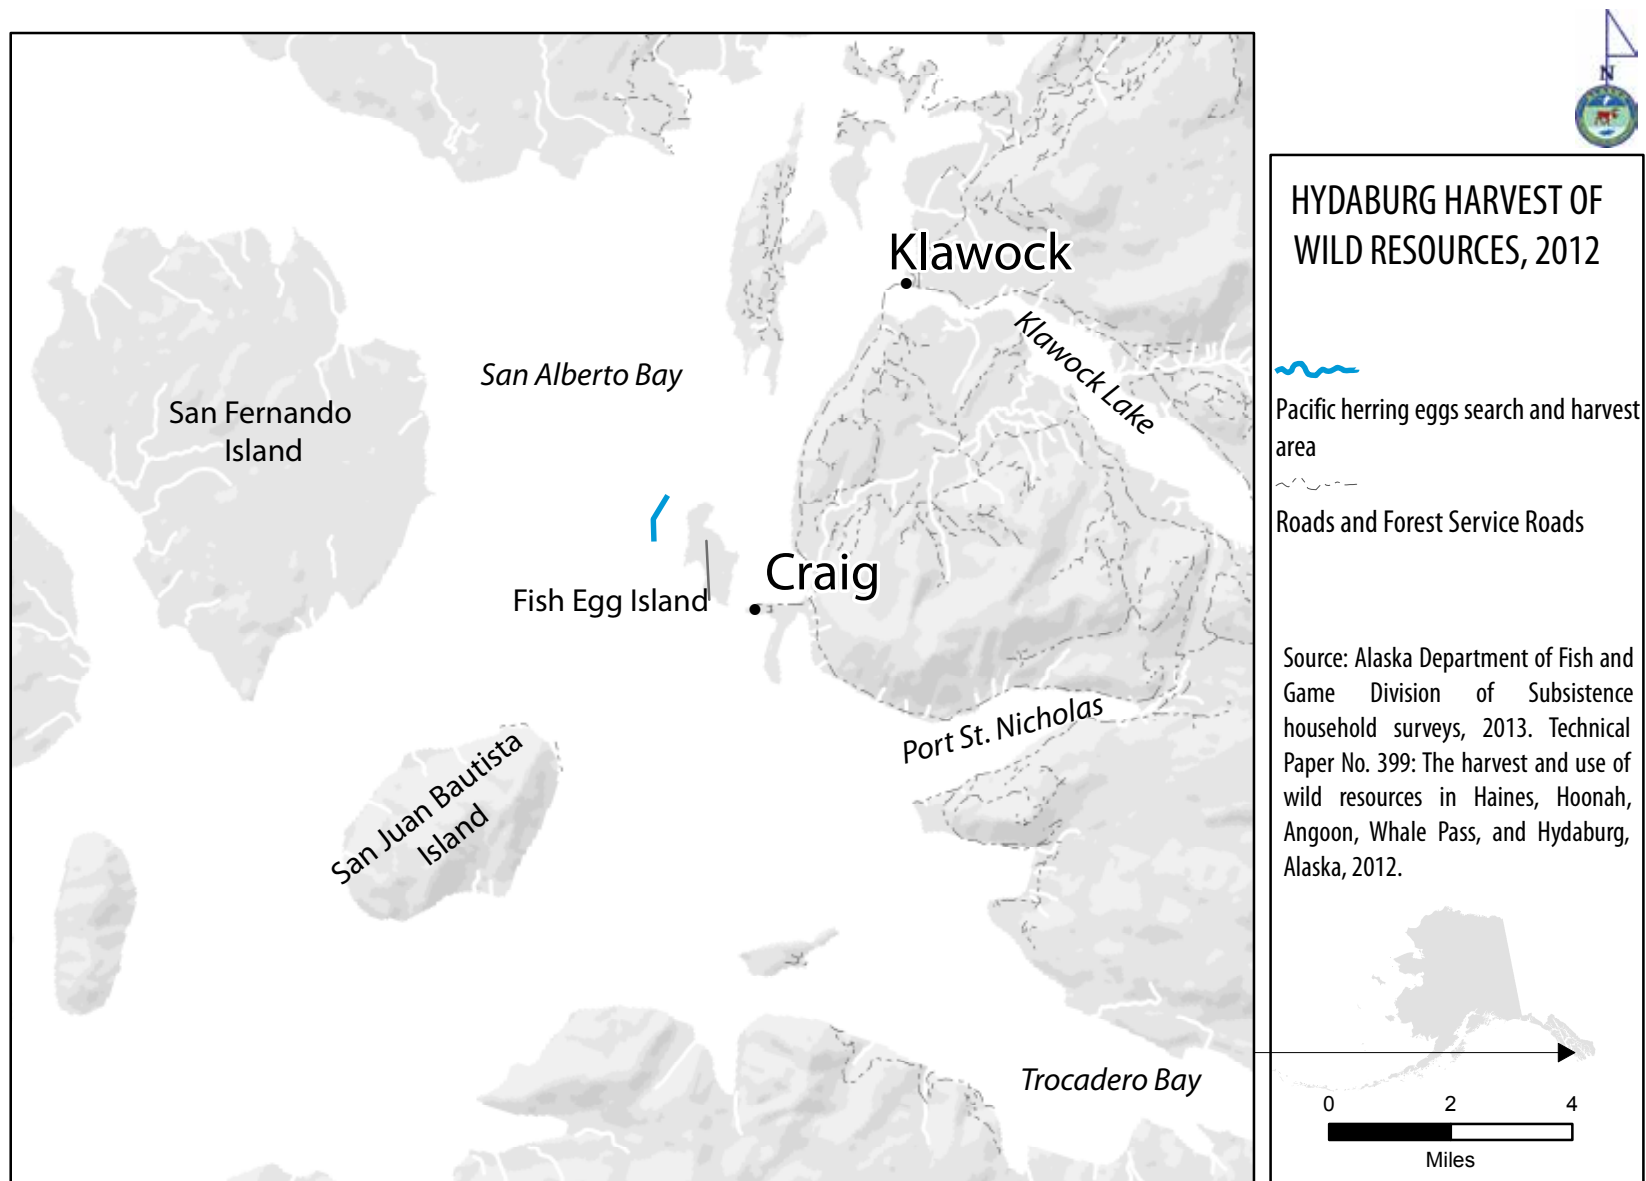 N
ALASKA
HYDABURG HARVEST OF
WILD RESOURCES, 2012
Klawock
Klawock Lake
San Alberto Bay
San Fernando
Island
Pacific herring eggs search and harvest
area
Roads and Forest Service Roads
Craig
Fish Egg Island
Port St. Nicholas
San Juan Bautista
Island
Trocadero Bay
Source: Alaska Department of Fish and
Game Division of Subsistence
household surveys, 2013. Technical
Paper No. 399: The harvest and use of
wild resources in Haines, Hoonah,
Angoon, Whale Pass, and Hydaburg,
Alaska, 2012.
0 2 4
Miles